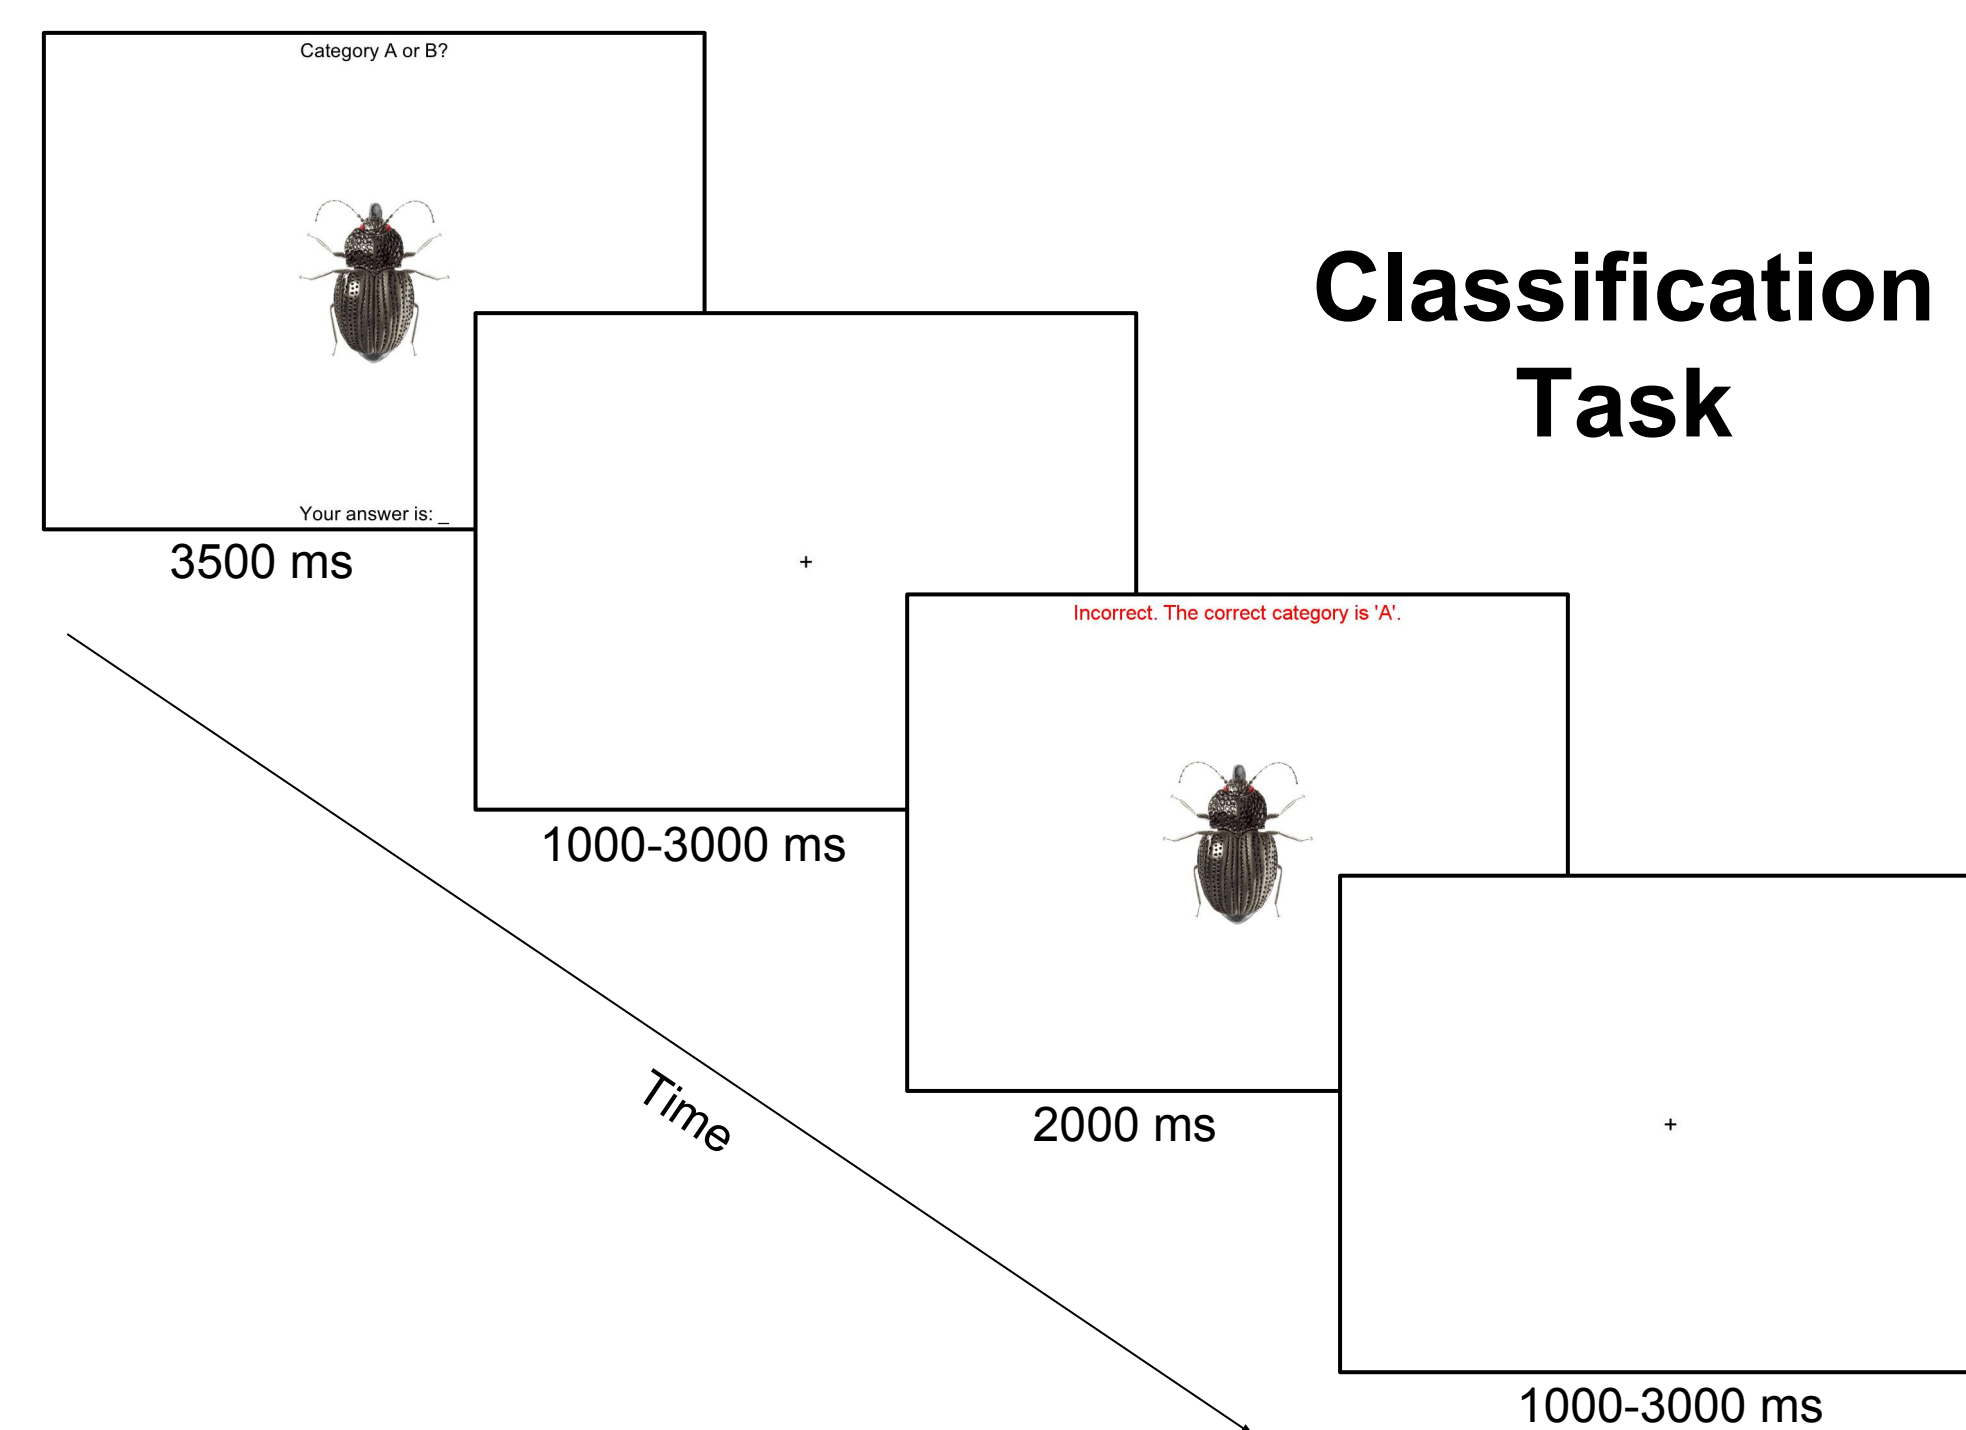 Category A or B?
Your answer is: _
3500 ms
Classification
Task
+
1000-3000 ms
Incorrect. The correct category is 'A'.
2000 ms
+
1000-3000 ms
Time